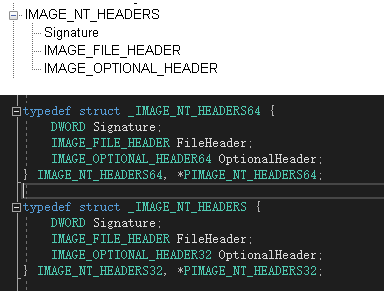 IMAGE_NT_HEADERS
Signature
IMAGE_FILE_HEADER
IMAGE_OPTIONAL_HEADER
typedef struct _IMAGE_NT_HEADERS64 {
DWORD Signature;
IMAGE_FILE_HEADER FileHeader;
IMAGE_OPTIONAL_HEADER64 OptionalHeader;
} IMAGE_NT_HEADERS64, *PIMAGE_NT_HEADERS64;
typedef struct _IMAGE_NT_HEADERS {
DWORD Signature;
IMAGE_FILE_HEADER FileHeader;
IMAGE_OPTIONAL_HEADER32 OptionalHeader;
} IMAGE_NT_HEADERS32, *PIMAGE_NT_HEADERS32;